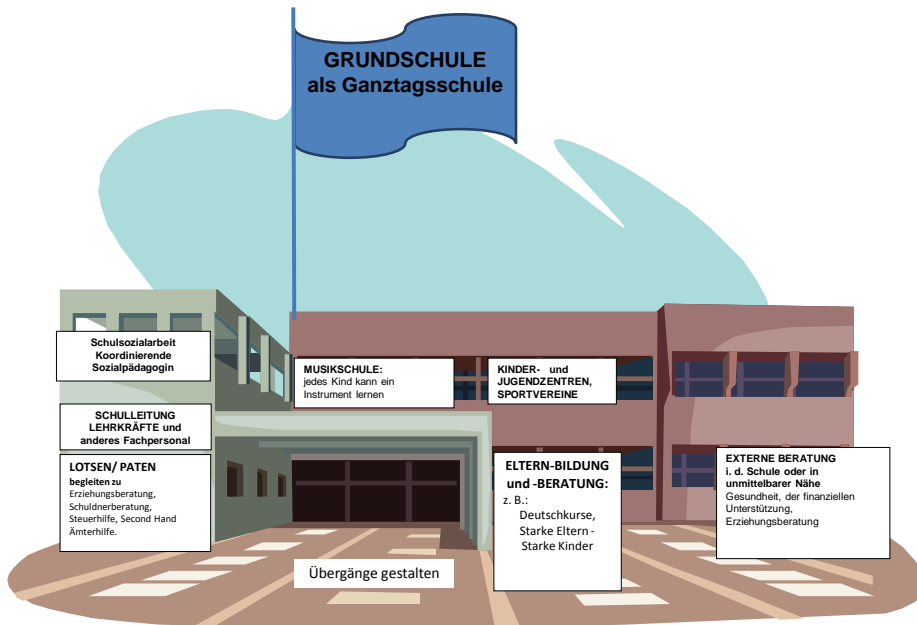 GRUNDSCHULE
als Ganztagsschule
Schulsozialarbeit
Koordinierende
Sozialpädagogin
SCHULLEITUNG
LEHRKRÄFTE und
anderes Fachpersonal
LOTSEN/ PATEN
begleiten zu
Erziehungsberatung,
Schuldnerberatung,
Steuerhilfe, Second Hand
Ämterhilfe.
MUSIKSCHULE:
jedes Kind kann ein
Instrument lernen
KINDER- und
JUGENDZENTREN,
SPORTVEREINE
ELTERN-BILDUNG
und -BERATUNG:
z. B.:
Deutschkurse,
Starke Eltern -
Starke Kinder
EXTERNE BERATUNG
i. d. Schule oder in
unmittelbarer Nähe
Gesundheit, der finanziellen
Unterstützung,
Erziehungsberatung
Übergänge gestalten